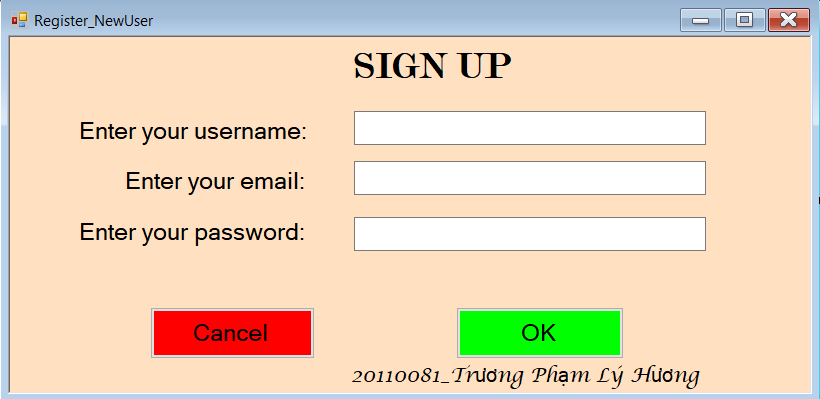 Register_NewUser
SIGN UP
Enter your username:
Enter your email:
Enter your password:
Cancel OK
20110081_Trương Phạm Lý Hương